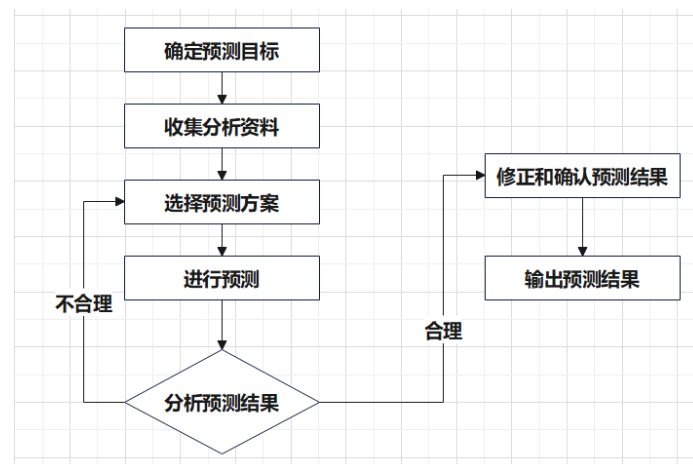 确定预测目标
收集分析资料
选择预测方案
进行预测
不合理
分析预测结果
合理
修正和确认预测结果
输出预测结果